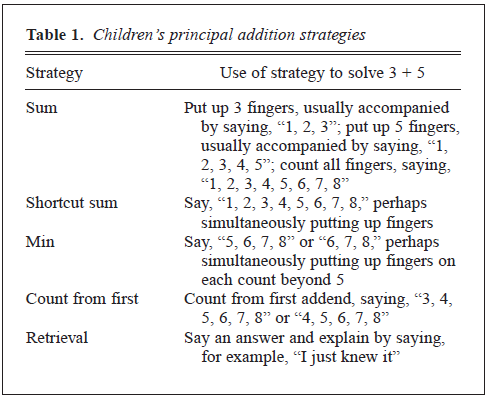 Table 1. Children's principal addition strategies
Strategy Use of strategy to solve 3 + 5
Sum Put up 3 fingers, usually accompanied
by saying, “1, 2, 3”; put up 5 fingers,
usually accompanied by saying, “1,
2, 3, 4, 5”; count all fingers, saying,
“1, 2, 3, 4, 5, 6, 7, 8”
Shortcut sum Say, “1, 2, 3, 4, 5, 6, 7, 8,” perhaps
simultaneously putting up fingers
Min Say, “5, 6, 7, 8” or “6, 7, 8,” perhaps
simultaneously putting up fingers on
each count beyond 5
Count from first Count from first addend, saying, “3, 4,
5, 6, 7, 8” or “4, 5, 6, 7, 8”
Retrieval Say an answer and explain by saying,
for example, “I just knew it”